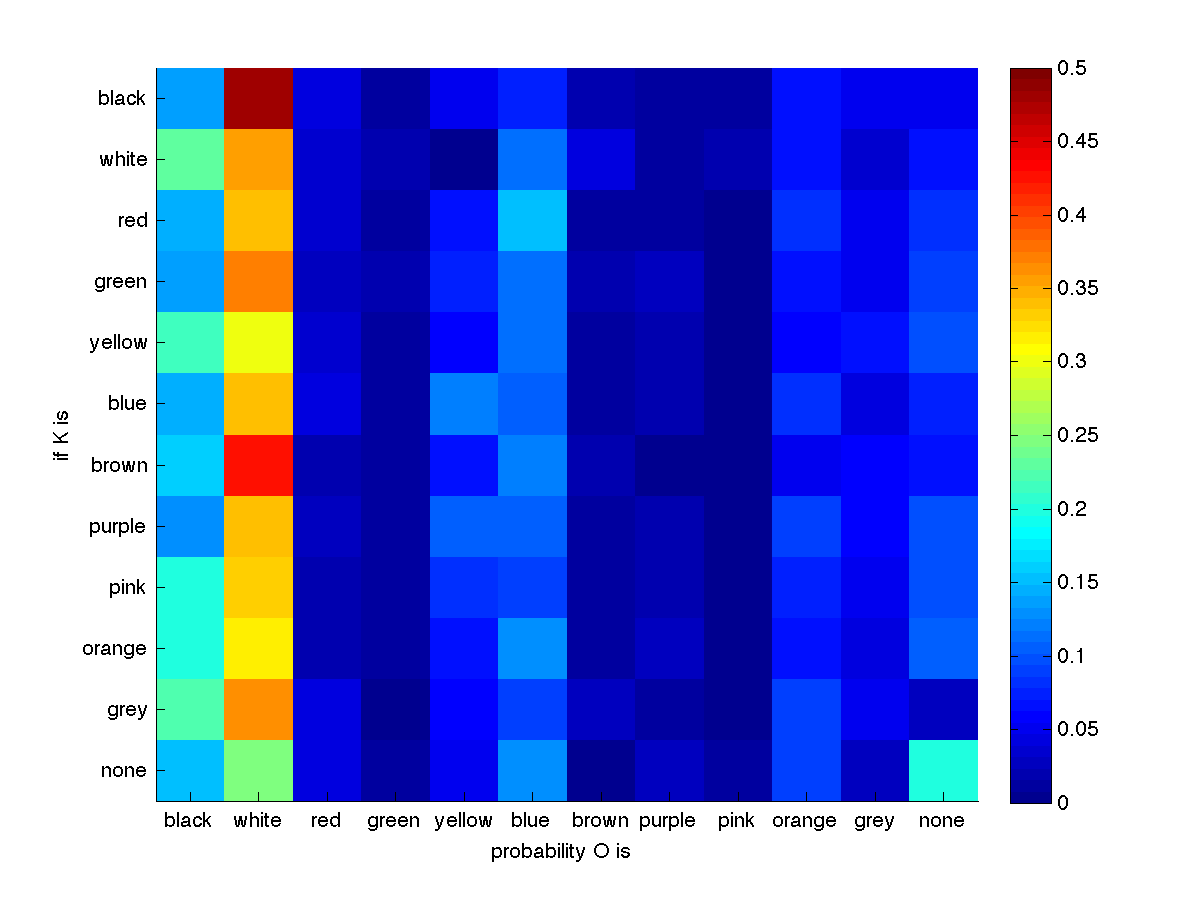 black
white
red
green
yellow
blue
brown
purple
pink
orange
grey
none
if K is
black white red green yellow blue brown purple pink orange grey none
probability O is
0.5
0.45
0.4
0.35
0.3
0.25
0.2
0.15
0.1
0.05
0